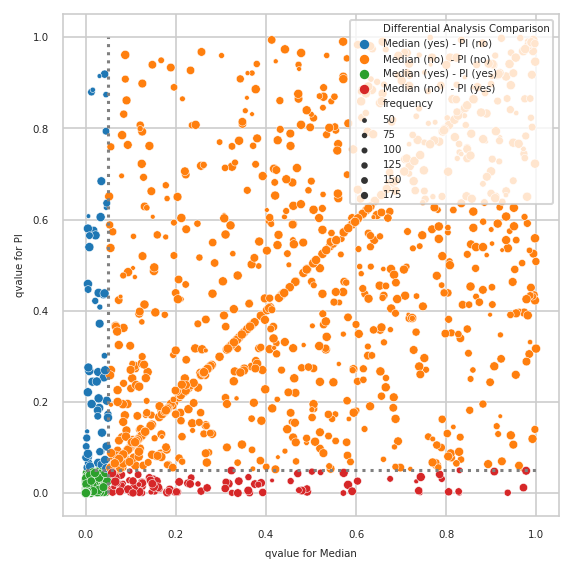 Differential Analysis Comparison
Median (yes) - PI (no)
Median (no)  - PI (no)
Median (yes) - PI (yes)
Median (no)  - PI (yes)
frequency
50
75
100
125
150
175
1.0
0.8
0.6
0.4
0.2
0.0
qvalue for PI
0.0 0.2 0.4 0.6 0.8 1.0
qvalue for Median